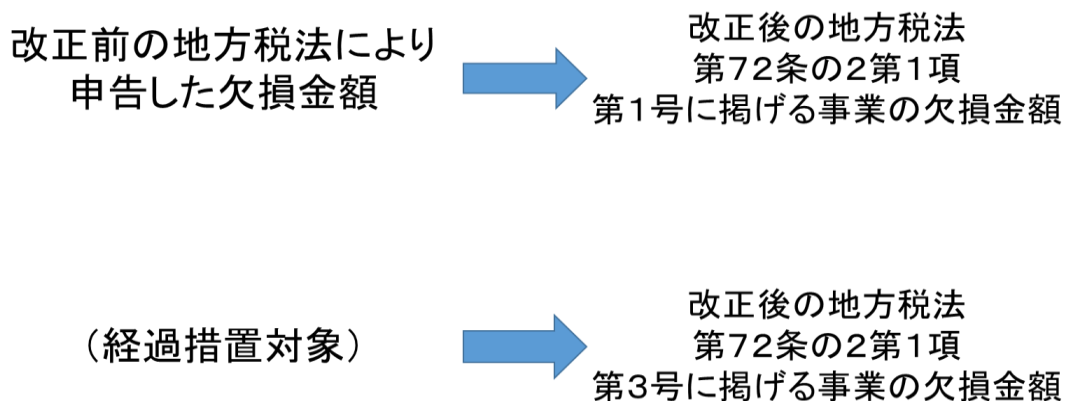 改正前の地方税法により
申告した欠損金額
改正後の地方税法
第72条の2第1項
第1号に掲げる事業の欠損金額
(経過措置対象)
改正後の地方税法
第72条の2第1項
第3号に掲げる事業の欠損金額